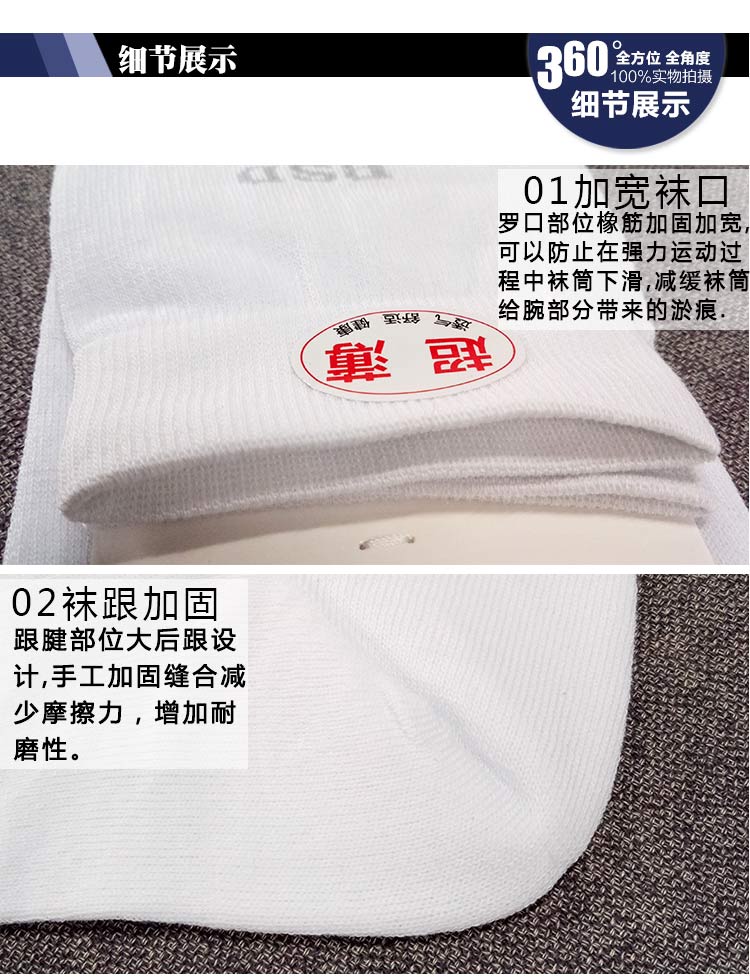 细节展示
360°
全方位 全角度
100%实物拍摄
细节展示
01加宽袜口
罗口部位橡筋加固加宽,
可以防止在强力运动过
程中袜筒下滑,减缓袜筒
给腕部分带来的淤痕.
超薄
透气 舒适 健康
02袜跟加固
跟腱部位大后跟设
计,手工加固缝合减
少摩擦力，增加耐
磨性。